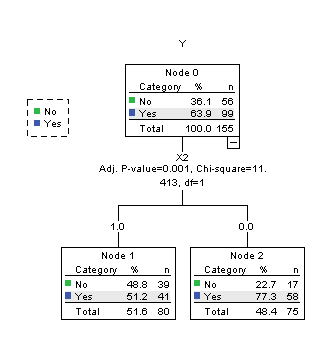 Y
No
Yes
Node 0
Category % n
No 36.1 56
Yes 63.9 99
Total 100.0 155
X2
Adj. P-value=0.001, Chi-square=11.
413, df=1
1.0 0.0
Node 1
Category % n
No 48.8 39
Yes 51.2 41
Total 51.6 80
Node 2
Category % n
No 22.7 17
Yes 77.3 58
Total 48.4 75